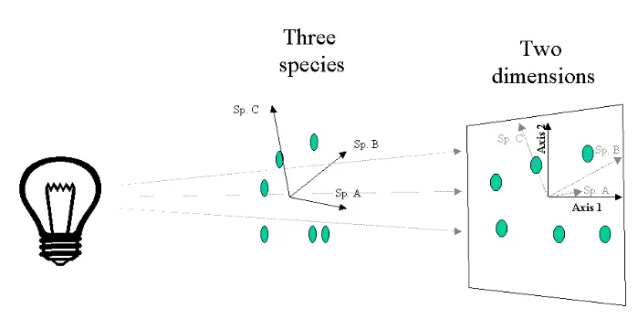 Three
species
Two
dimensions
Sp. C
Sp. B
Sp. A
Sp. C
Axis 2
Sp. B
Sp. A
Axis 1